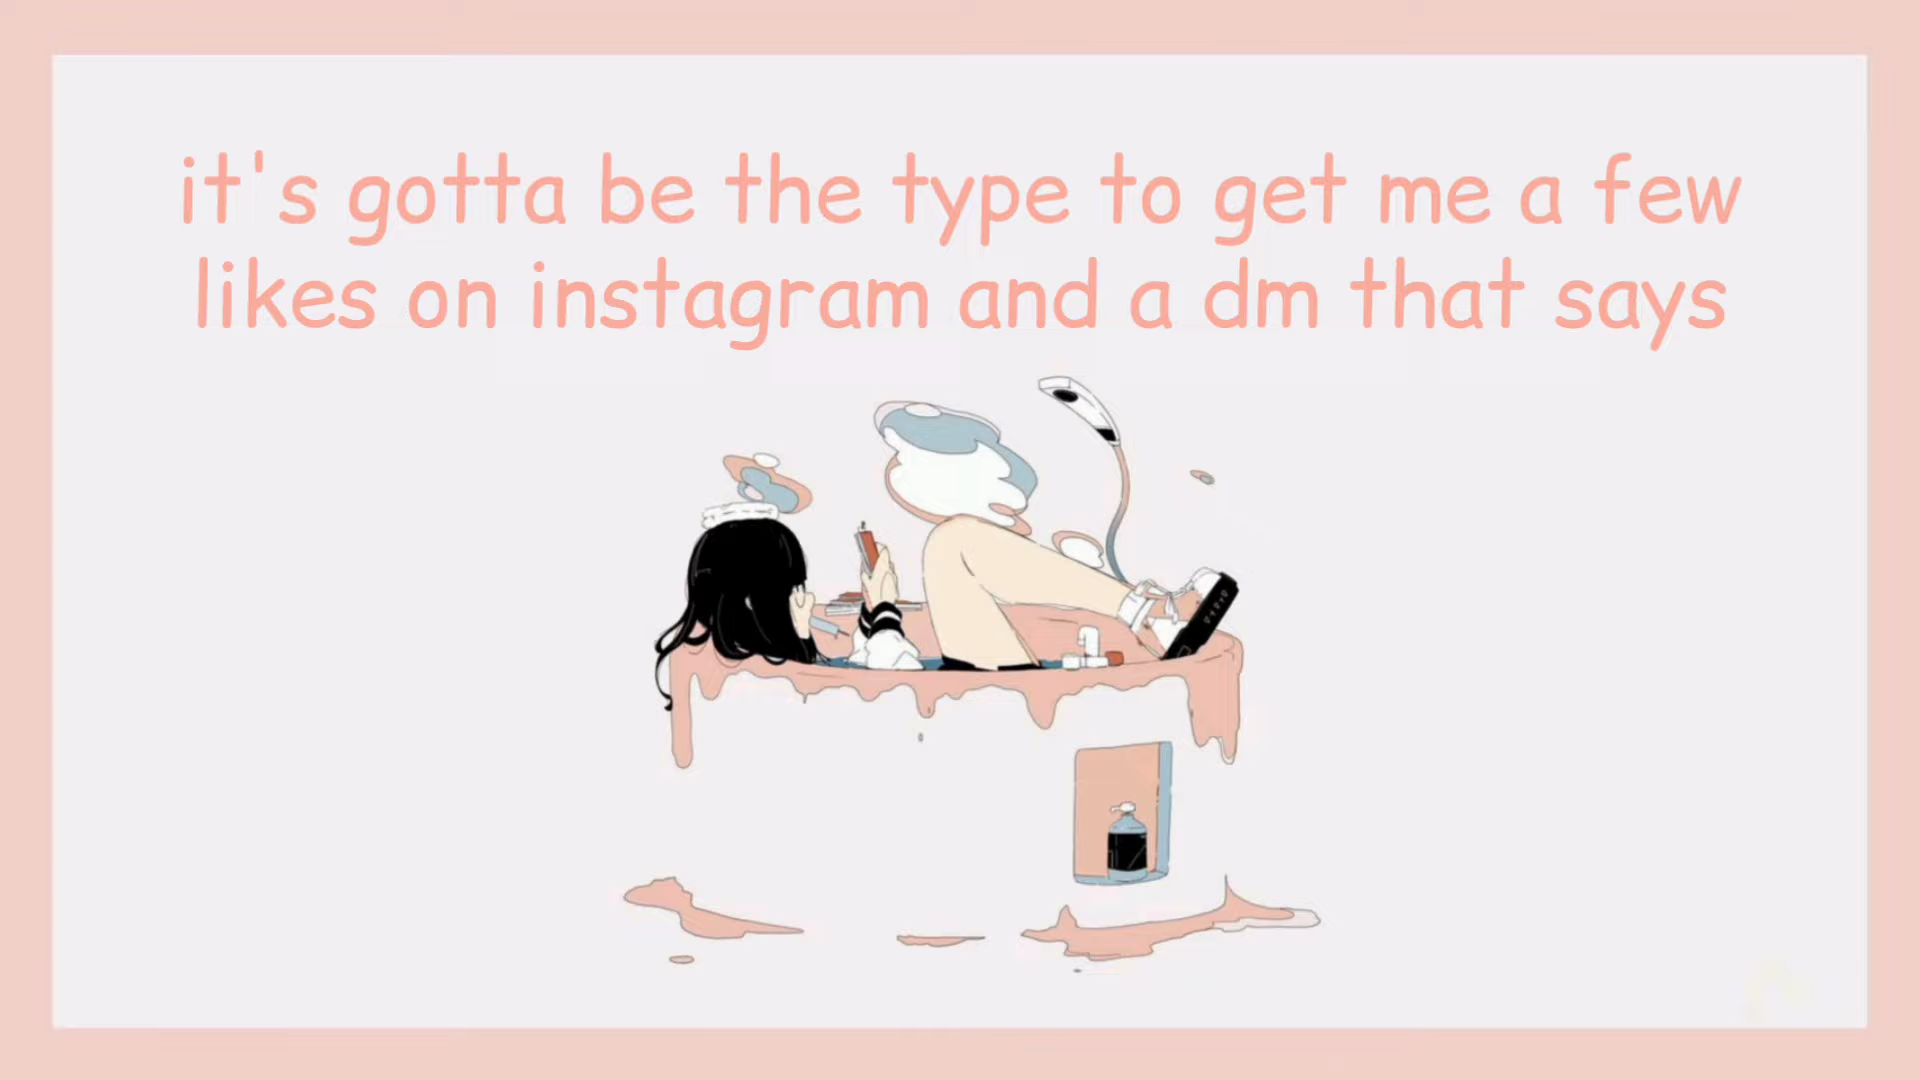 it's gotta be the type to get me a few
likes on instagram and a dm that says